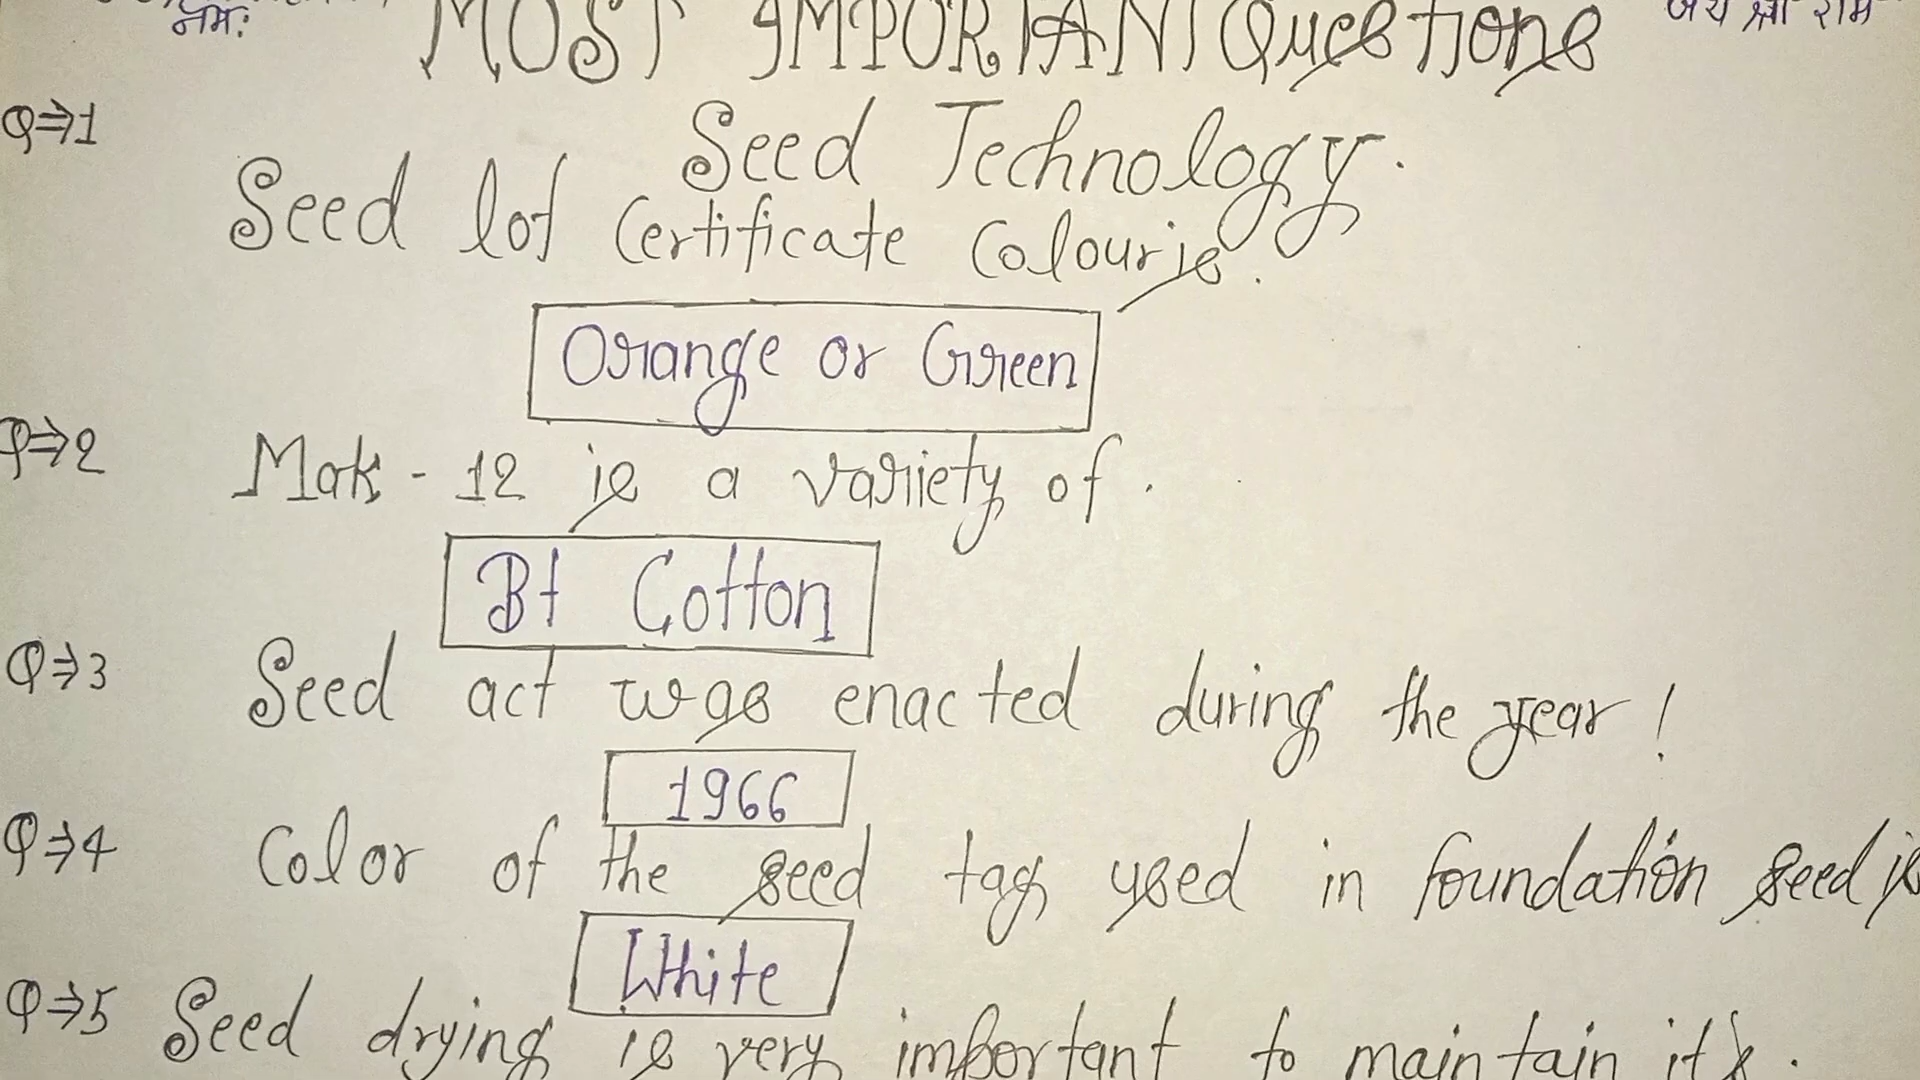 नमः
MOST IMPORTANT Questions
जय श्री राम
Q⇒1
Seed Technology.
Seed lot Certificate Colour is.
Orange or Green
Q⇒2 Mak - 12 is a variety of.
Bt Cotton
Q⇒3 Seed act was enacted during the year!
1966
Q⇒4 Color of the seed tag used in foundation seed is
White
Q⇒5 Seed drying is very important to maintain it's.